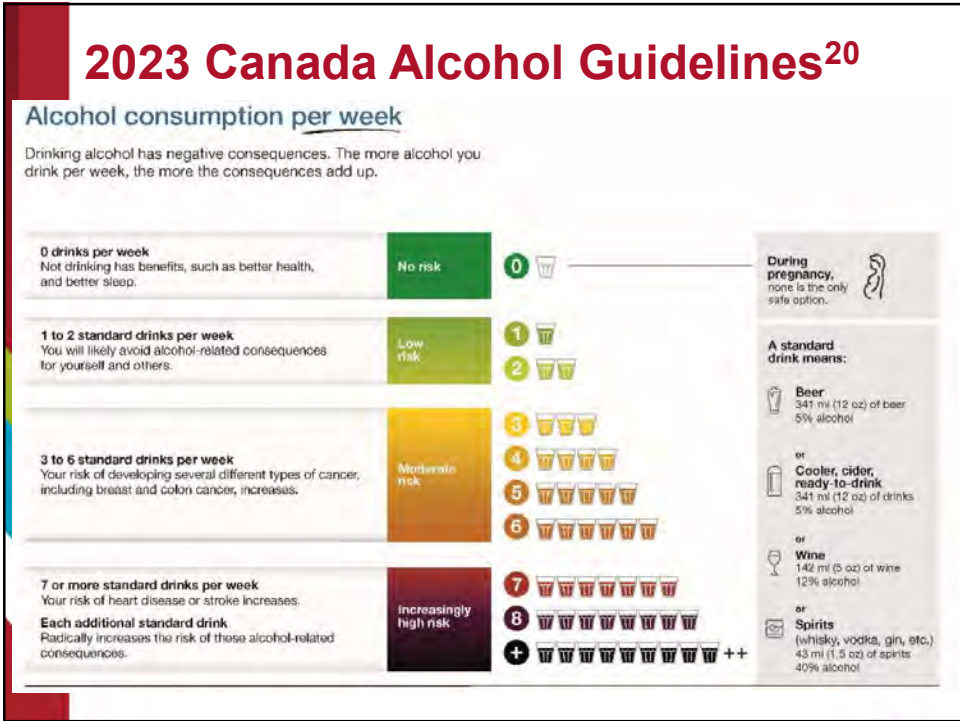 2023 Canada Alcohol Guidelines20
Alcohol consumption per week
Drinking alcohol has negative consequences. The more alcohol you
drink per week, the more the consequences add up.
0 drinks per week
Not drinking has benefits, such as better health,
and better sleep.
No risk
0
During
pregnancy,
none is the only
safe option.
1 to 2 standard drinks per week
You will likely avoid alcohol-related consequences
for yourself and others.
Low
risk
1
2
3 to 6 standard drinks per week
Your risk of developing several different types of cancer,
including breast and colon cancer, increases.
Moderate
risk
3
4
5
6
7 or more standard drinks per week
Your risk of heart disease or stroke increases.
Each additional standard drink
Radically increases the risk of these alcohol-related
consequences.
Increasingly
high risk
7
8
+
++
A standard
drink means:
Beer
341 ml (12 oz) of beer
5% alcohol
or
Cooler, cider,
ready-to-drink
341 ml (12 oz) of drinks
5% alcohol
or
Wine
142 ml (5 oz) of wine
12% alcohol
or
Spirits
(whisky, vodka, gin, etc.)
43 ml (1.5 oz) of spirits
40% alcohol